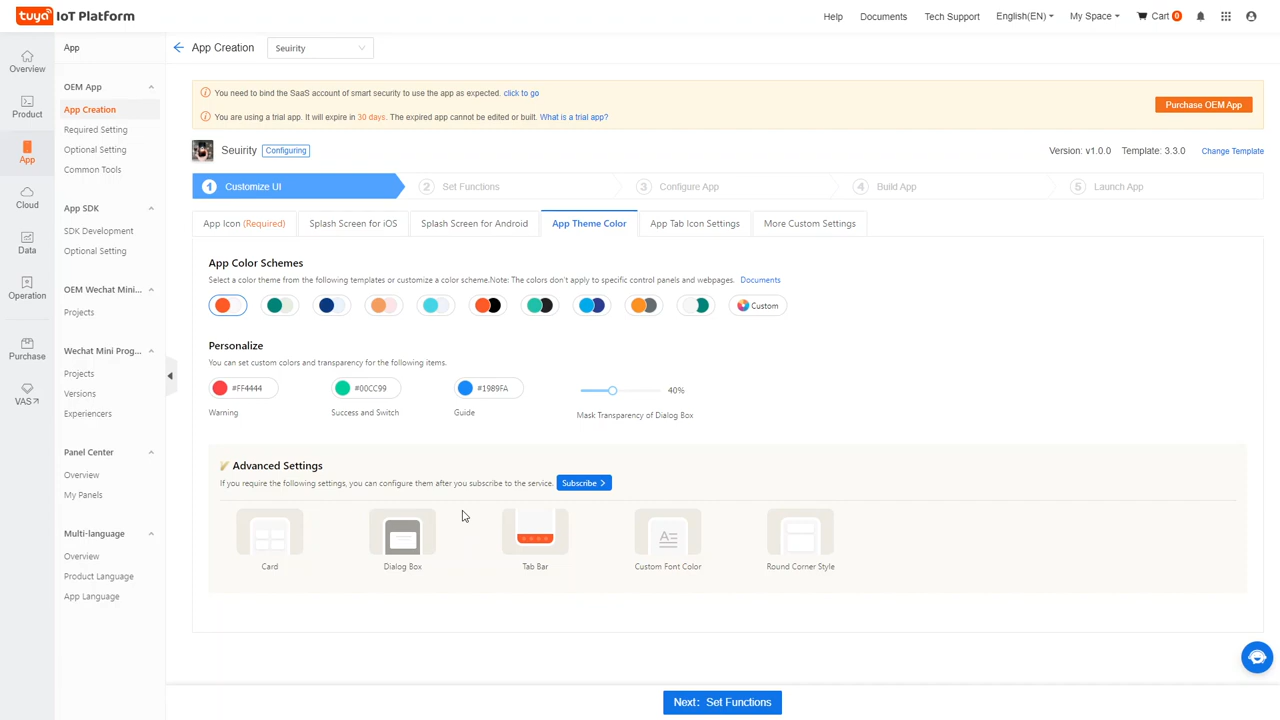 tuya IoT Platform
Help
Documents
Tech Support
English(EN)
My Space
Cart 0
Overview
Product
App
Cloud
Data
Operation
Purchase
VAS
App
OEM App
App Creation
Required Setting
Optional Setting
Common Tools
App SDK
SDK Development
Optional Setting
OEM Wechat Mini...
Projects
Wechat Mini Prog...
Projects
Versions
Experiencers
Panel Center
Overview
My Panels
Multi-language
Overview
Product Language
App Language
App Creation
Seuirity
You need to bind the SaaS account of smart security to use the app as expected. click to go
You are using a trial app. It will expire in 30 days. The expired app cannot be edited or built. What is a trial app?
Purchase OEM App
Seuirity
Configuring
Version: v1.0.0
Template: 3.3.0
Change Template
1 Customize UI
2 Set Functions
3 Configure App
4 Build App
5 Launch App
App Icon (Required)
Splash Screen for iOS
Splash Screen for Android
App Theme Color
App Tab Icon Settings
More Custom Settings
App Color Schemes
Select a color theme from the following templates or customize a color scheme.Note: The colors don't apply to specific control panels and webpages. Documents
Custom
Personalize
You can set custom colors and transparency for the following items.
#FF4444
#00CC99
#1989FA
40%
Warning
Success and Switch
Guide
Mask Transparency of Dialog Box
Advanced Settings
If you require the following settings, you can configure them after you subscribe to the service. Subscribe >
A
Card
Dialog Box
Tab Bar
Custom Font Color
Round Corner Style
Next: Set Functions